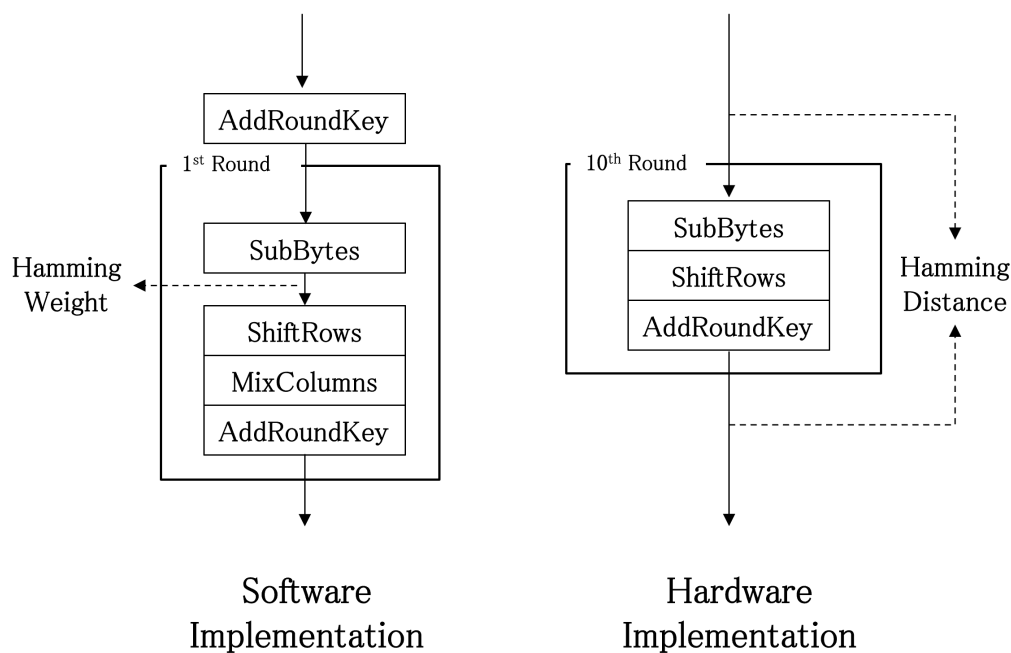 AddRoundKey
1st Round
SubBytes
Hamming
Weight
ShiftRows
MixColumns
AddRoundKey
Software
Implementation
10th Round
SubBytes
ShiftRows
AddRoundKey
Hamming
Distance
Hardware
Implementation